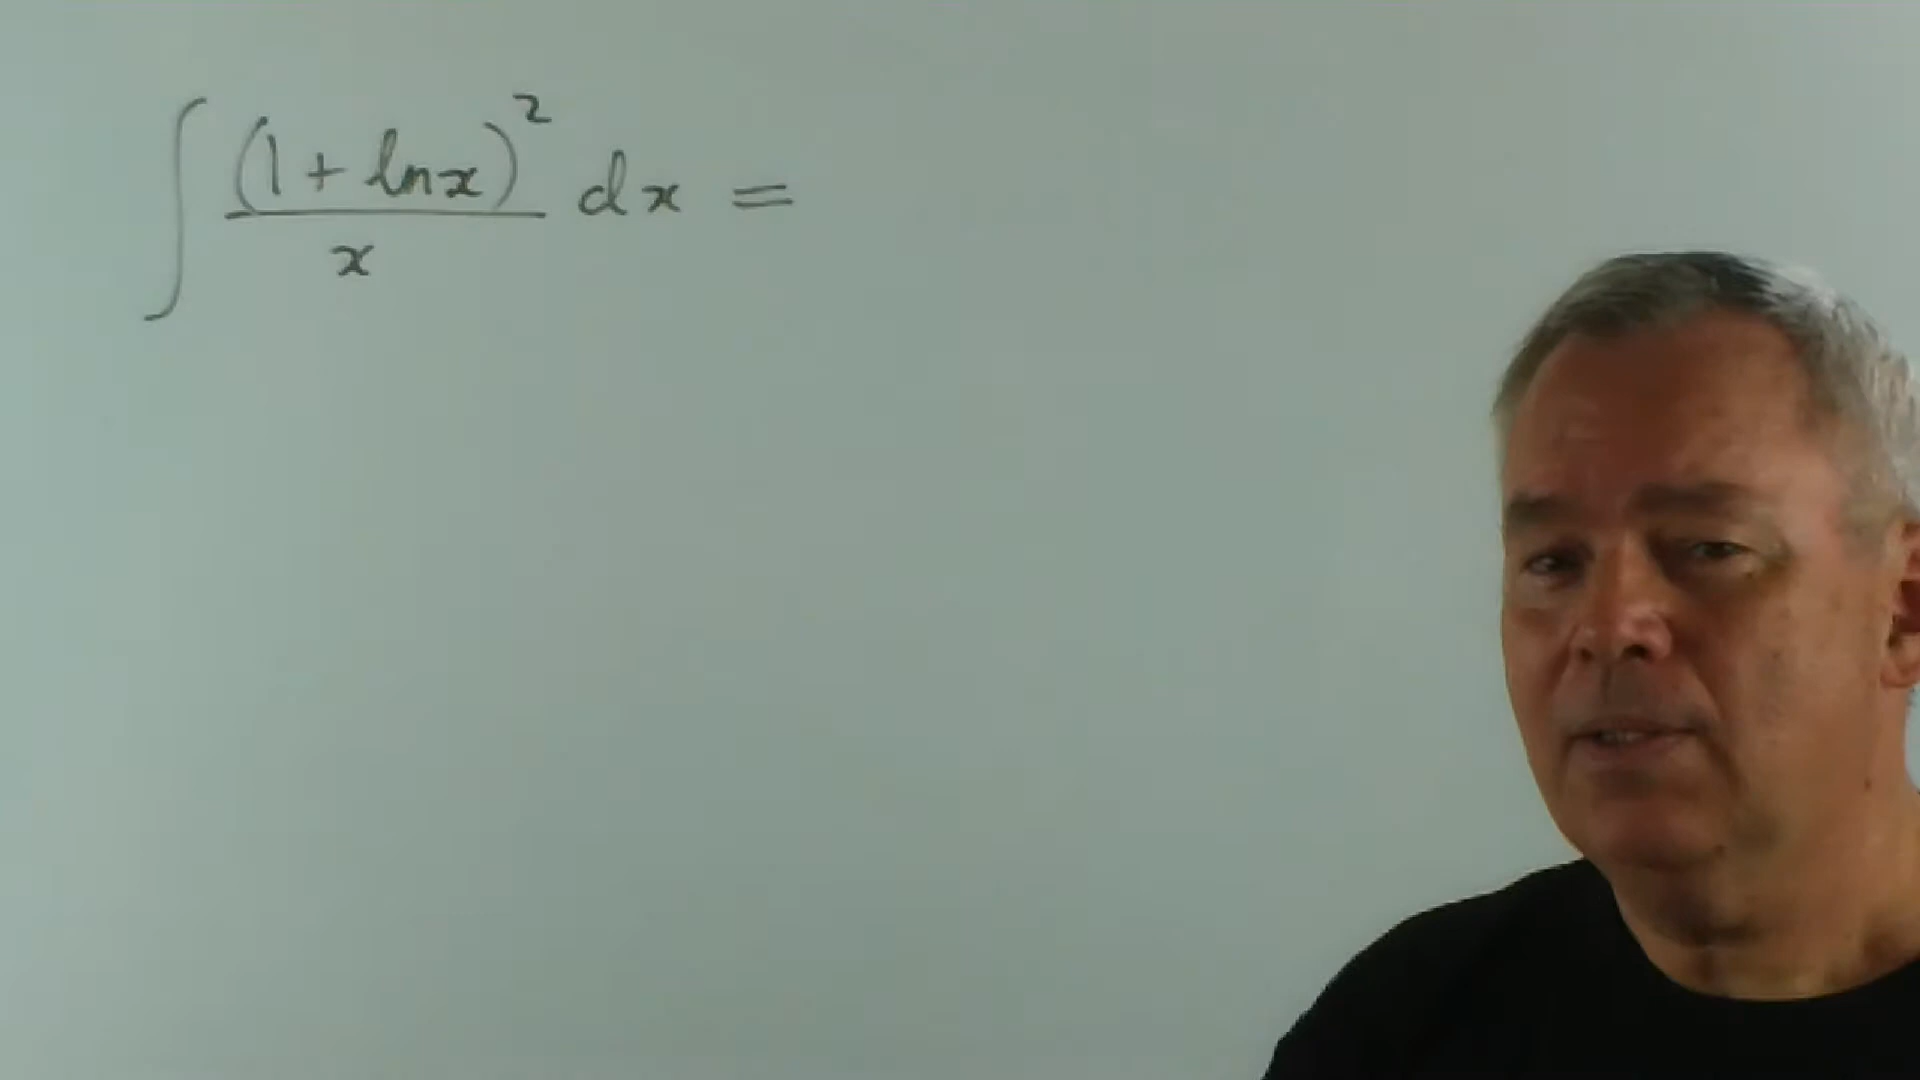 ∫ (1 + ln x)² / x dx =